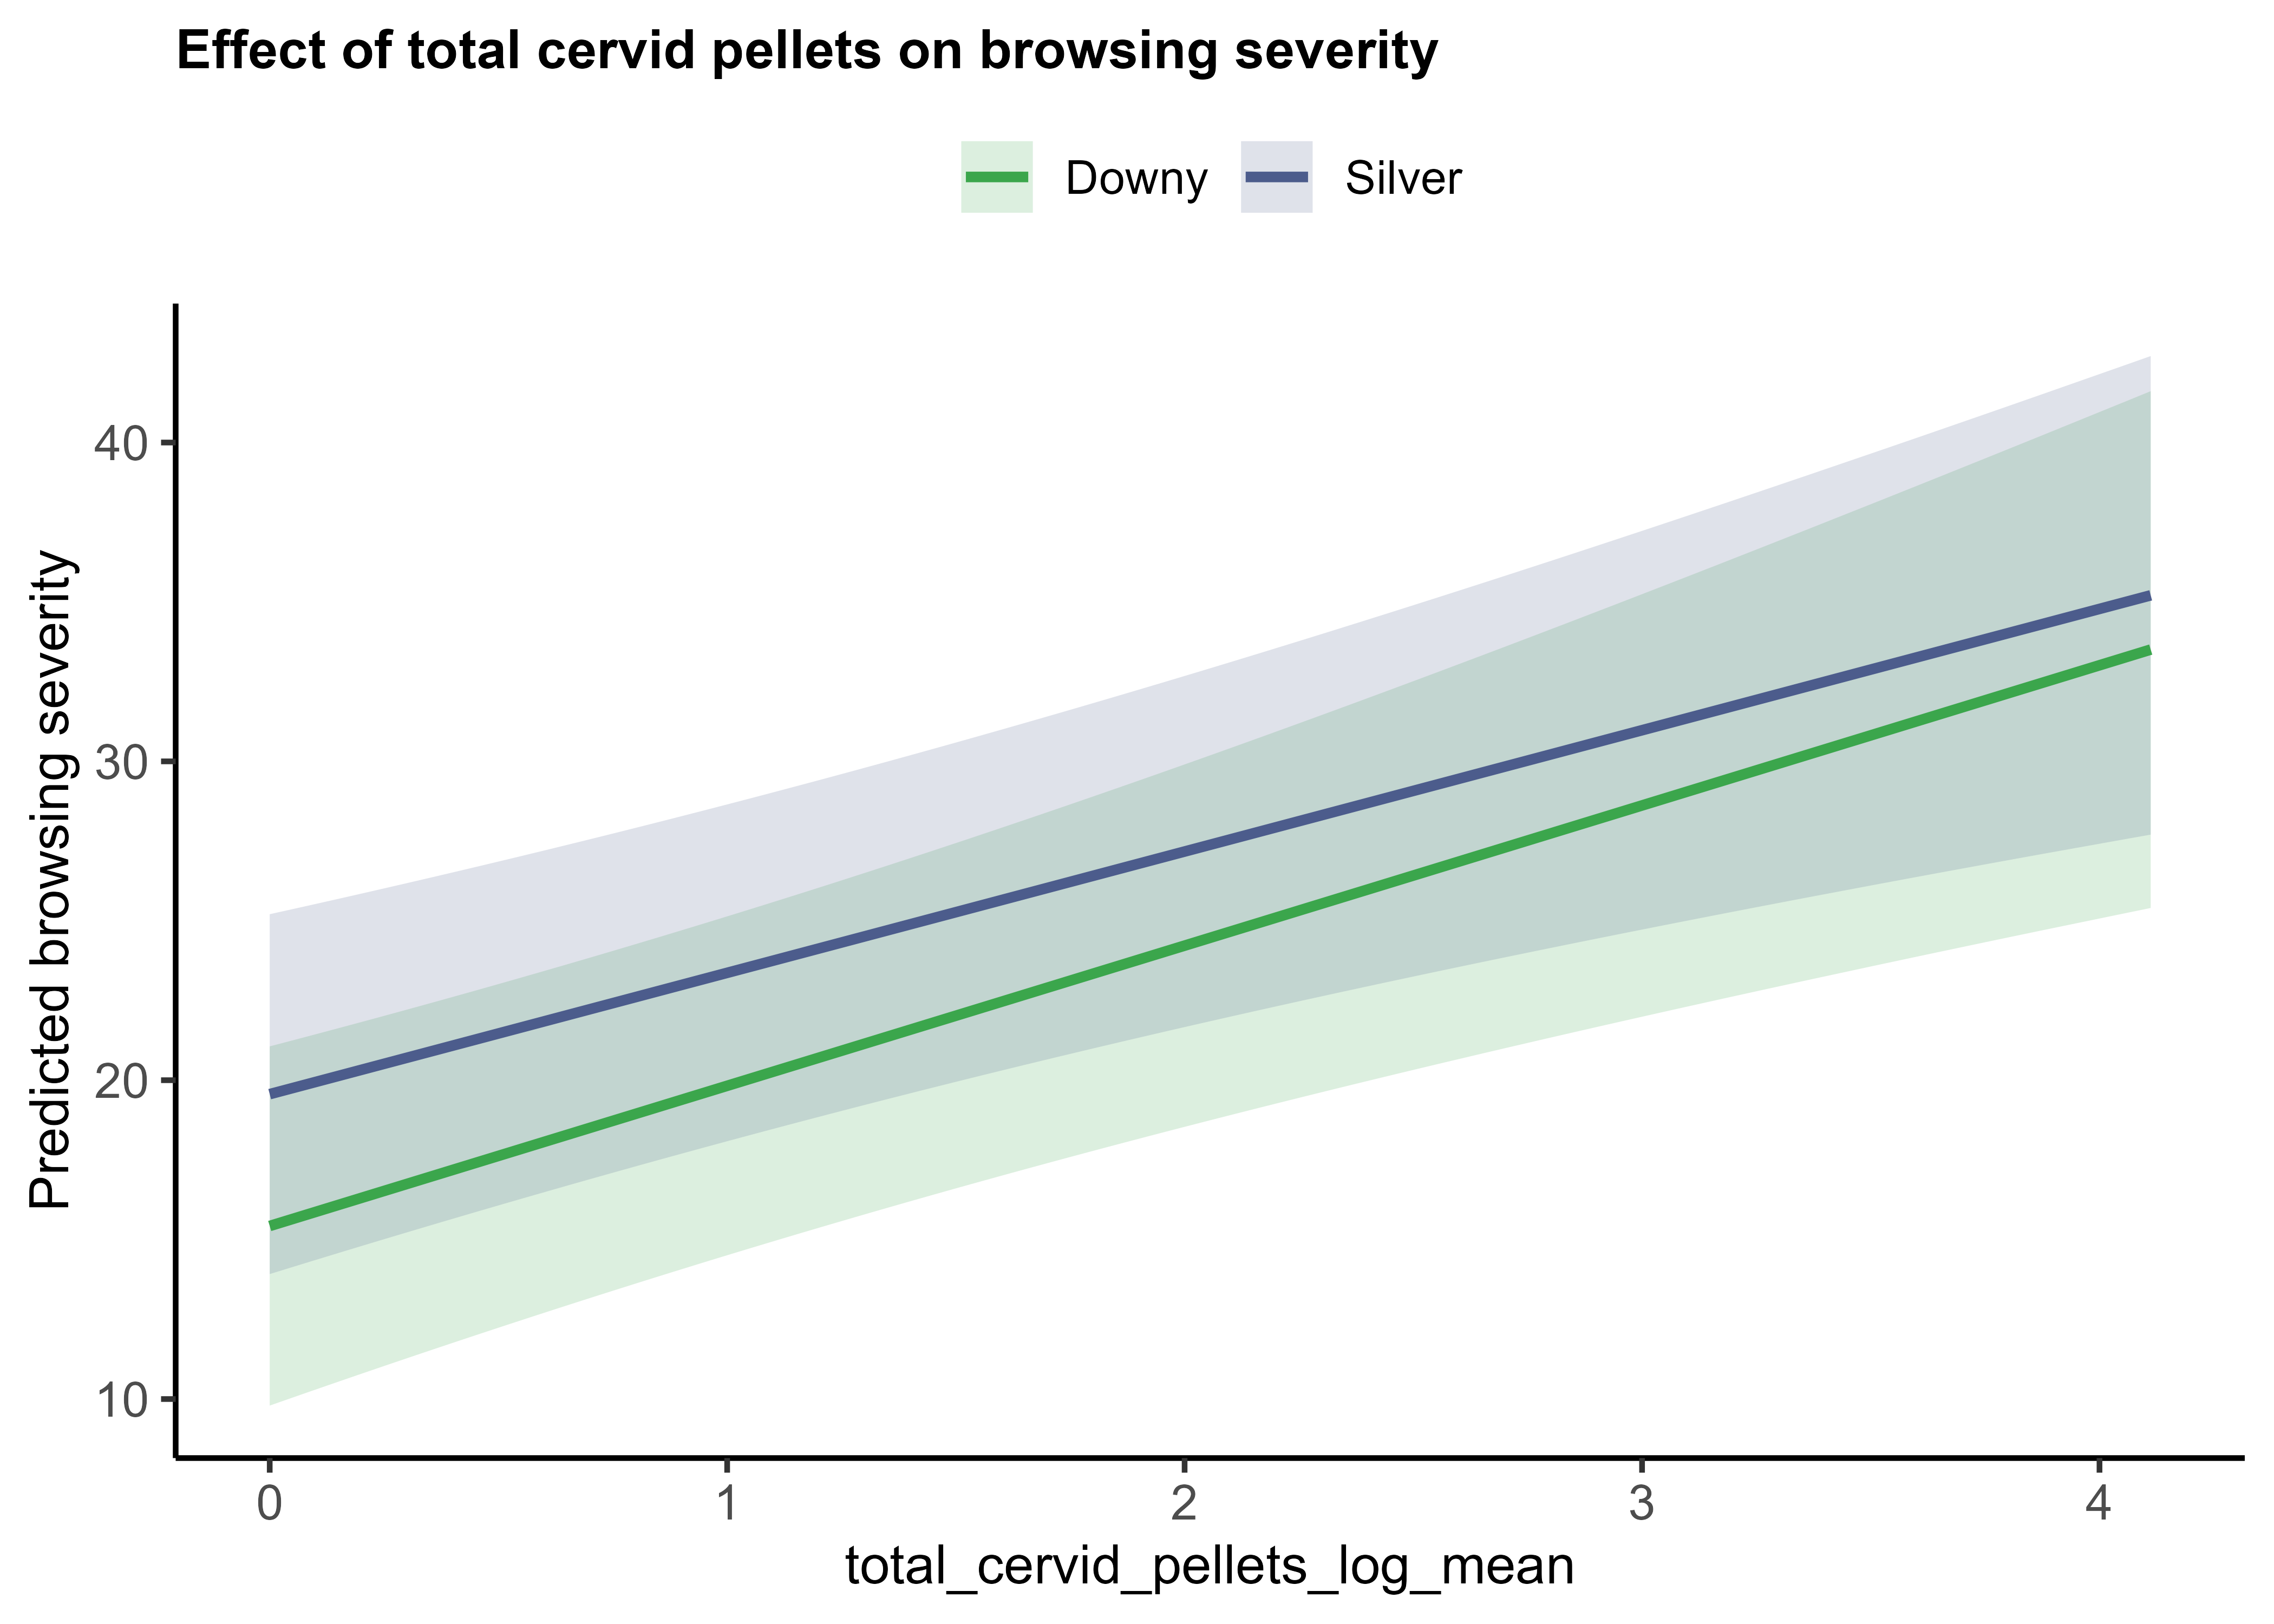 Effect of total cervid pellets on browsing severity
Downy Silver
Predicted browsing severity
40
30
20
10
0 1 2 3 4
total_cervid_pellets_log_mean